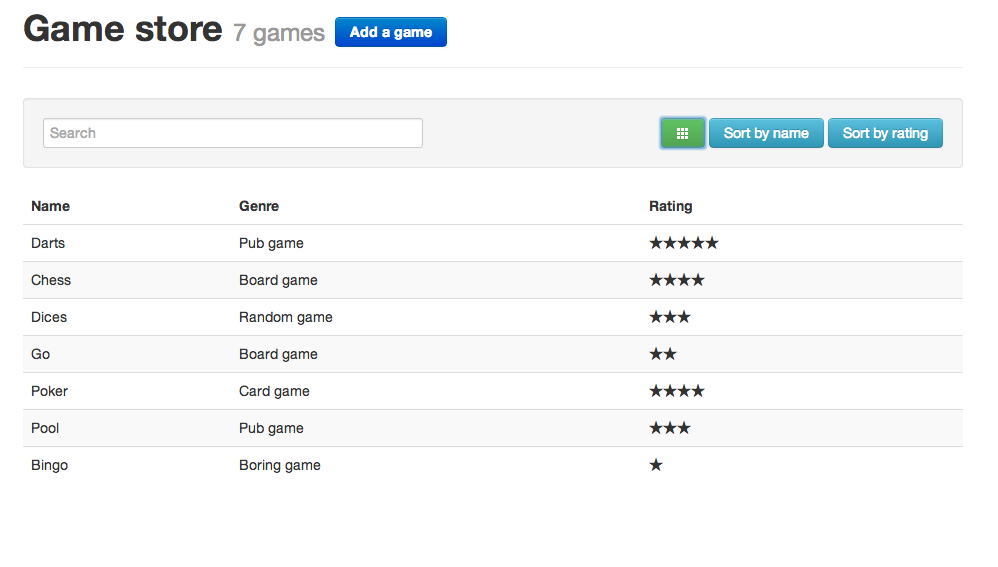 Game store 7 games Add a game
Search Sort by name Sort by rating
Name Genre Rating
Darts Pub game ★★★★★
Chess Board game ★★★★
Dices Random game ★★★
Go Board game ★★
Poker Card game ★★★★
Pool Pub game ★★★
Bingo Boring game ★